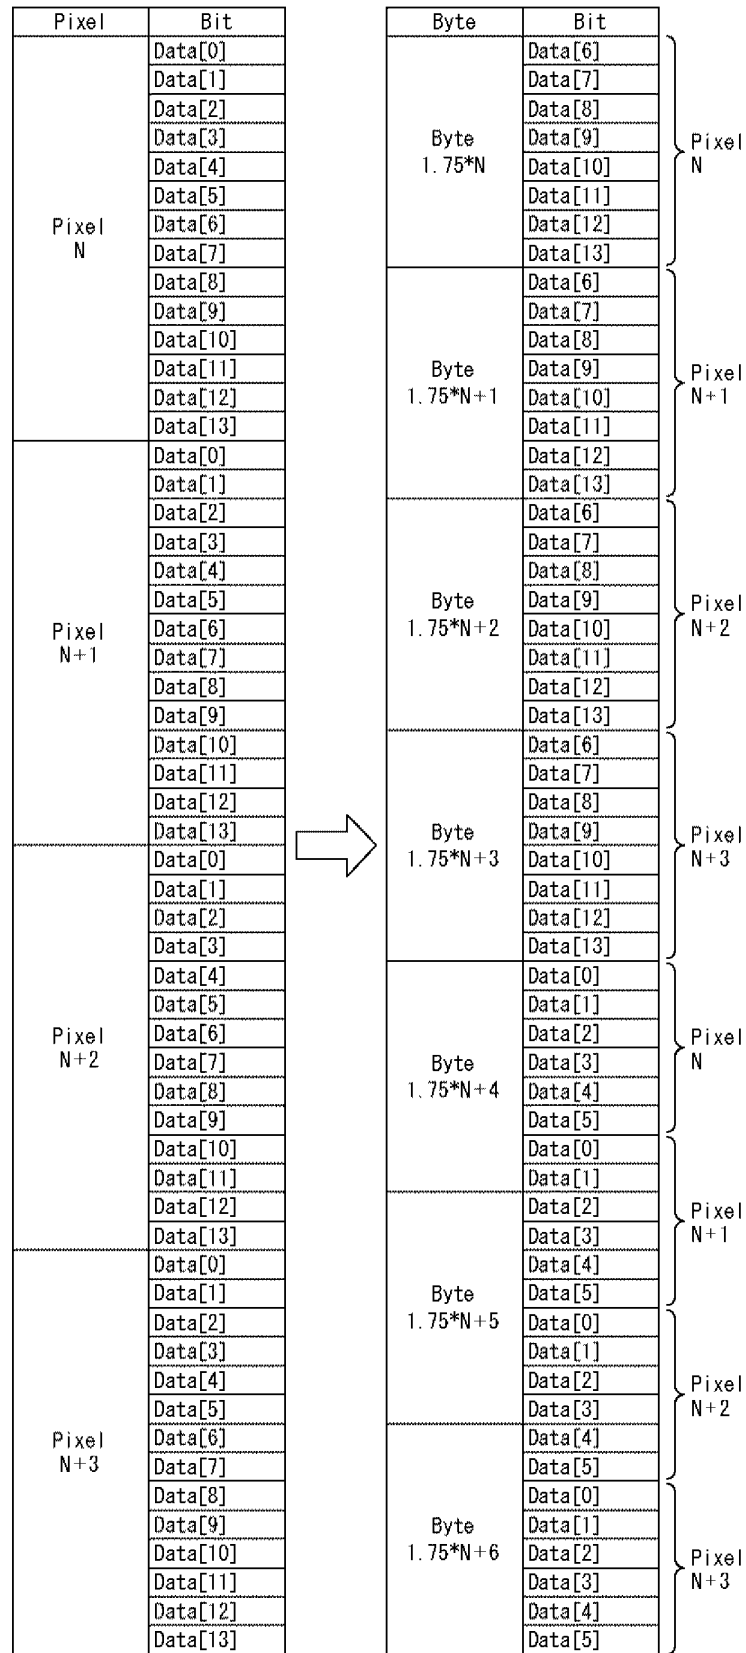 Pixel Bit
Data[0]
Data[1]
Data[2]
Data[3]
Data[4]
Data[5]
Data[6]
Data[7]
Data[8]
Data[9]
Data[10]
Data[11]
Data[12]
Data[13]
Pixel
N
Data[0]
Data[1]
Data[2]
Data[3]
Data[4]
Data[5]
Data[6]
Data[7]
Data[8]
Data[9]
Data[10]
Data[11]
Data[12]
Data[13]
Pixel
N+1
Data[0]
Data[1]
Data[2]
Data[3]
Data[4]
Data[5]
Data[6]
Data[7]
Data[8]
Data[9]
Data[10]
Data[11]
Data[12]
Data[13]
Pixel
N+2
Data[0]
Data[1]
Data[2]
Data[3]
Data[4]
Data[5]
Data[6]
Data[7]
Data[8]
Data[9]
Data[10]
Data[11]
Data[12]
Data[13]
Pixel
N+3
Byte Bit
Byte
1.75*N
Data[6]
Data[7]
Data[8]
Data[9]
Data[10]
Data[11]
Data[12]
Data[13]
Pixel
N
Byte
1.75*N+1
Data[6]
Data[7]
Data[8]
Data[9]
Data[10]
Data[11]
Data[12]
Data[13]
Pixel
N+1
Byte
1.75*N+2
Data[6]
Data[7]
Data[8]
Data[9]
Data[10]
Data[11]
Data[12]
Data[13]
Pixel
N+2
Byte
1.75*N+3
Data[6]
Data[7]
Data[8]
Data[9]
Data[10]
Data[11]
Data[12]
Data[13]
Pixel
N+3
Byte
1.75*N+4
Data[0]
Data[1]
Data[2]
Data[3]
Data[4]
Data[5]
Pixel
N
Data[0]
Data[1]
Byte
1.75*N+5
Data[2]
Data[3]
Data[4]
Data[5]
Pixel
N+1
Data[0]
Data[1]
Data[2]
Data[3]
Byte
1.75*N+6
Data[4]
Data[5]
Pixel
N+2
Data[0]
Data[1]
Data[2]
Data[3]
Data[4]
Data[5]
Pixel
N+3